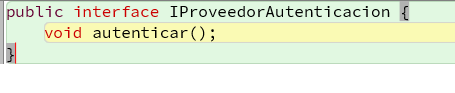 public interface IProveedorAutenticacion {
    void autenticar();
}